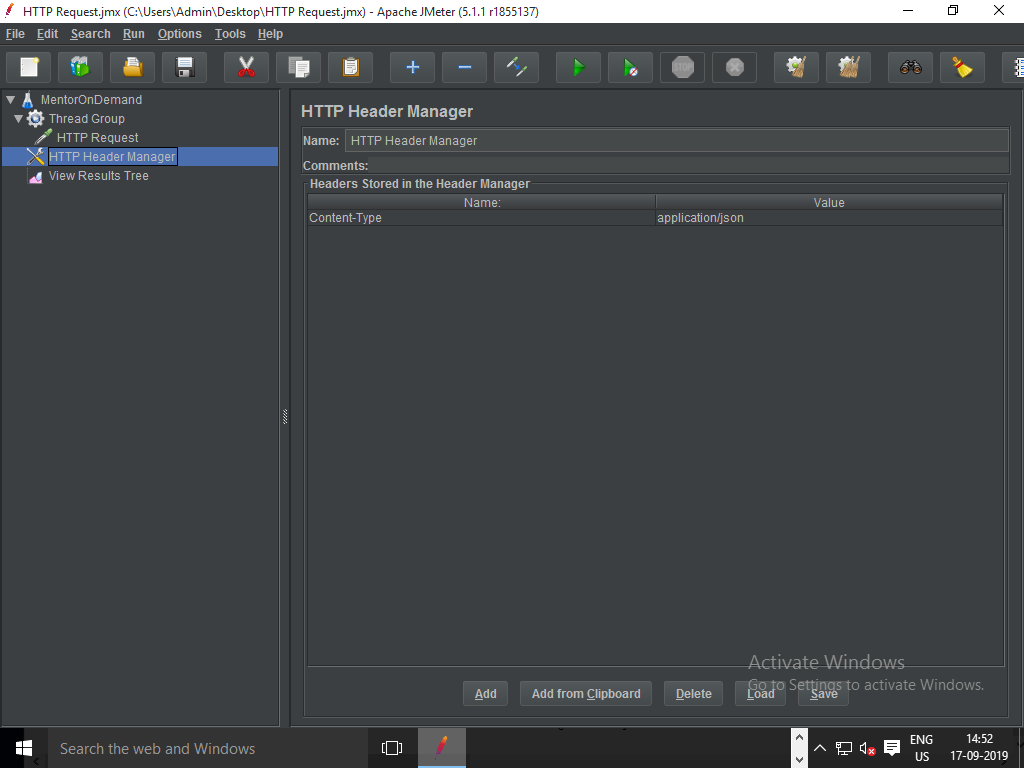 HTTP Request.jmx (C:\Users\Admin\Desktop\HTTP Request.jmx) - Apache JMeter (5.1.1 r1855137)
File Edit Search Run Options Tools Help
STOP
MentorOnDemand
Thread Group
HTTP Request
HTTP Header Manager
View Results Tree
HTTP Header Manager
Name: HTTP Header Manager
Comments:
Headers Stored in the Header Manager
Name: Value
Content-Type application/json
Activate Windows
Go to Settings to activate Windows.
Add Add from Clipboard Delete Load Save
Search the web and Windows
ENG 14:52
US 17-09-2019